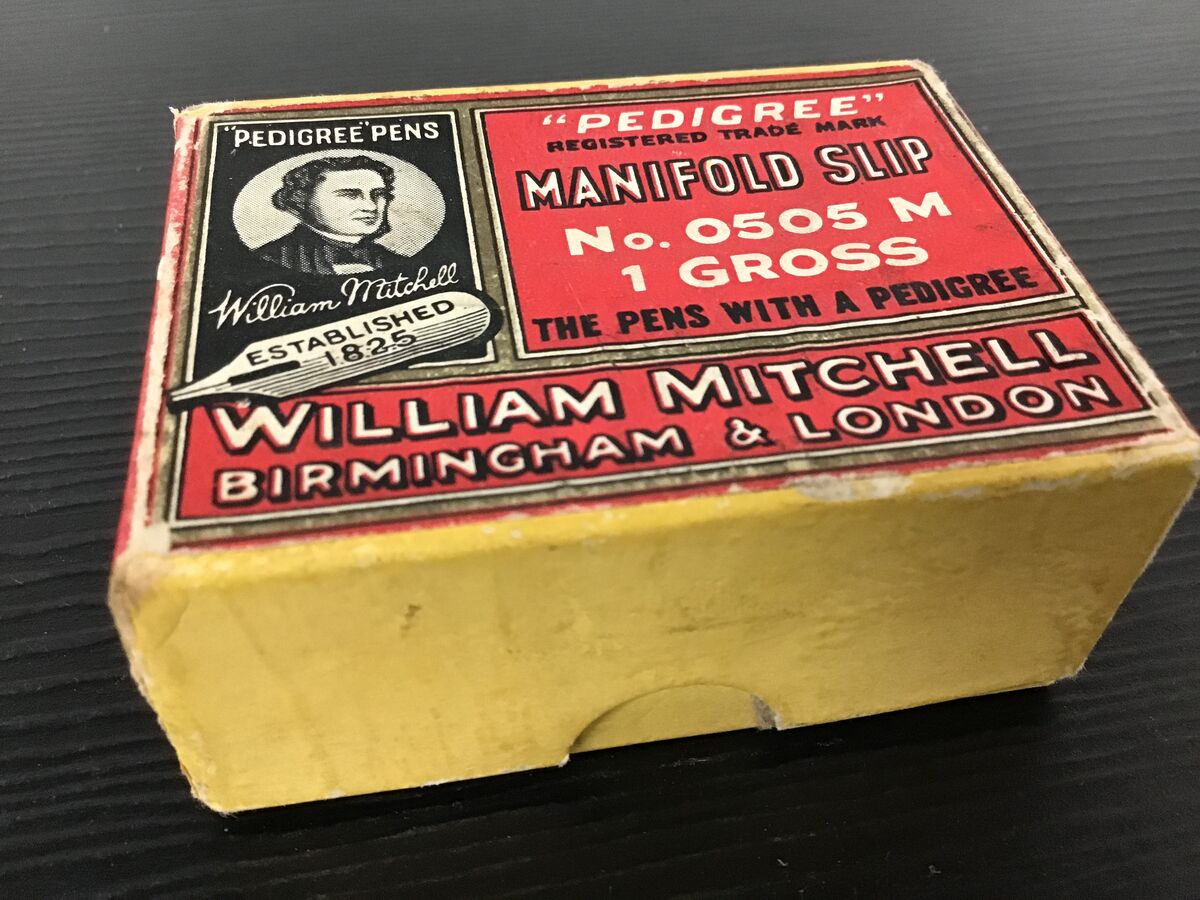 "PEDIGREE" PENS
William Mitchell
ESTABLISHED
1825
"PEDIGREE"
REGISTERED TRADE MARK
MANIFOLD SLIP
No. 0505 M
1 GROSS
THE PENS WITH A PEDIGREE
WILLIAM MITCHELL
BIRMINGHAM & LONDON